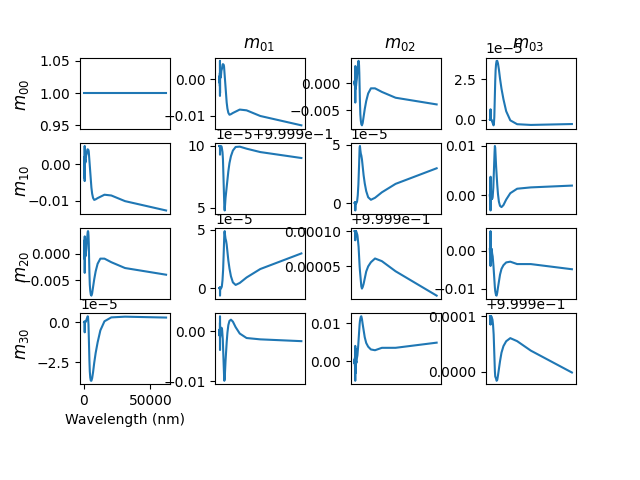 m01 m02 m03
1e−5
m00
1.05
1.00
0.95
0.00
−0.01
0.000
−0.005
2.5
0.0
1e−5+9.999e−1
1e−5
m10
0.00
−0.01
10
5
5
0
0.01
0.00
1e−5
+9.999e−1
m20
0.000
−0.005
5
0
0.00010
0.00005
0.00
−0.01
1e−5
+9.999e−1
m30
0.0
−2.5
0.00
−0.01
0.01
0.00
0.0001
0.0000
0 50000
Wavelength (nm)